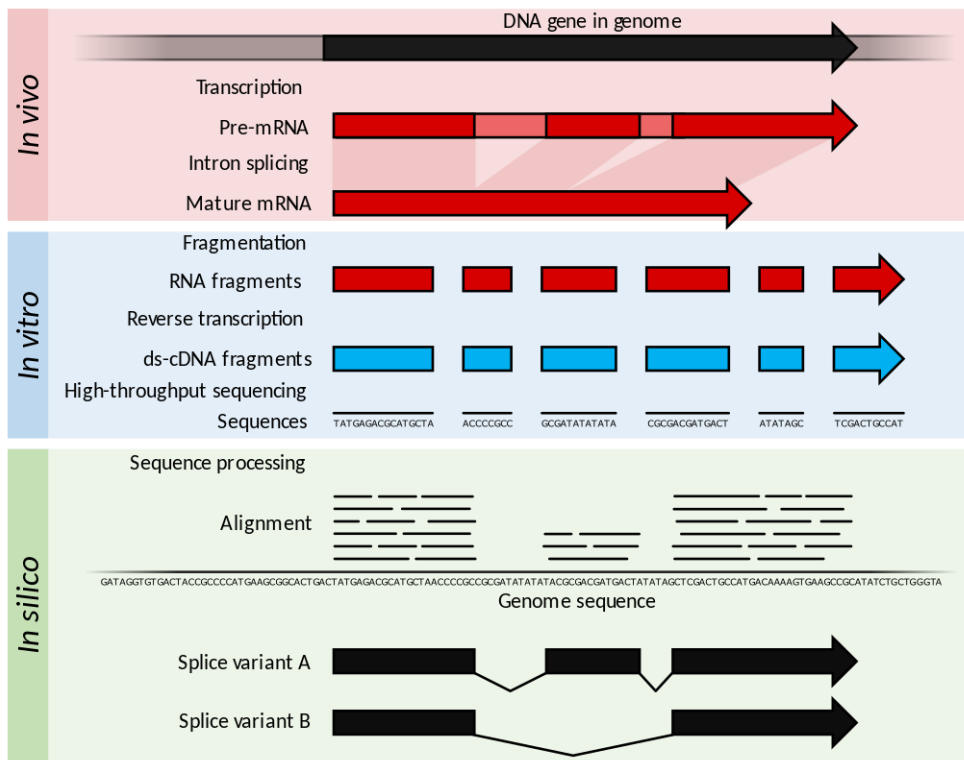 In vivo
DNA gene in genome
Transcription
Pre-mRNA
Intron splicing
Mature mRNA
In vitro
Fragmentation
RNA fragments
Reverse transcription
ds-cDNA fragments
High-throughput sequencing
Sequences
TATGAGACGCATGCTA ACCCCGCC GCGATATATATA CGCGACGATGACT ATATAGC TCGACTGCCAT
In silico
Sequence processing
Alignment
GATAGGTGTGACTACCGCCCCATGAAGCGGCACTGACTATGAGACGCATGCTAACCCCGCCGCGATATATATACGCGACGATGACTATATAGCTCGACTGCCATGACAAAAGTGAAGCCGCATATCTGCTGGGTA
Genome sequence
Splice variant A
Splice variant B